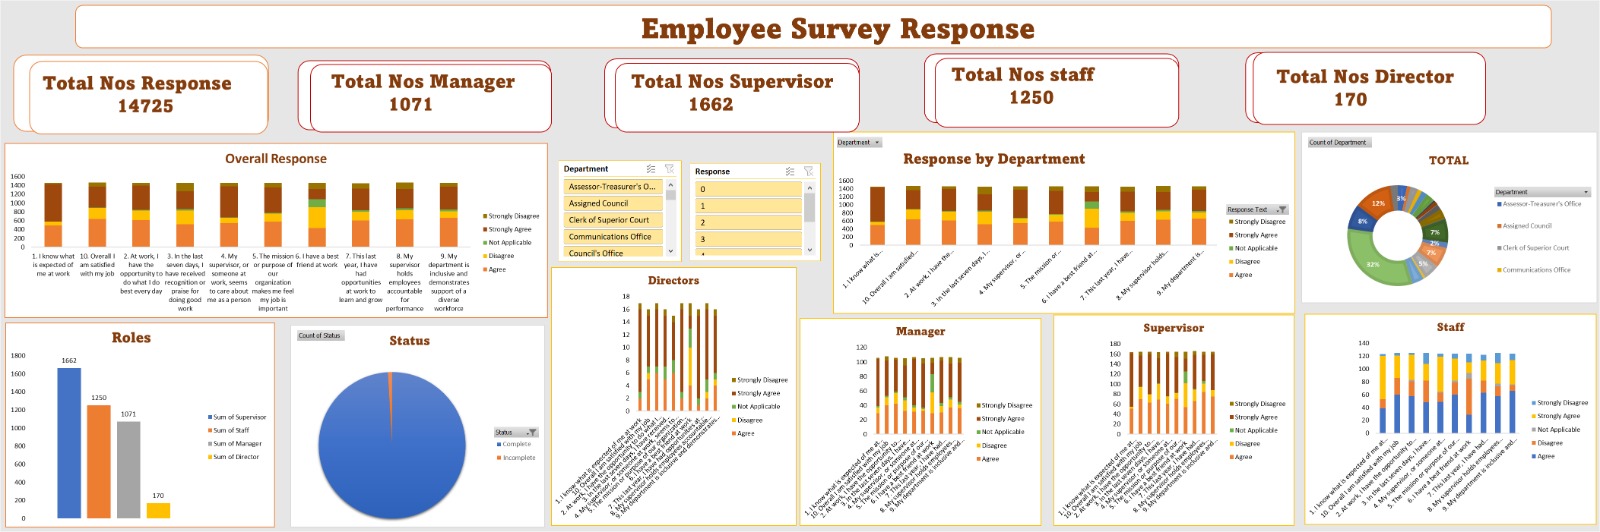 Employee Survey Response
Total Nos Response
14725
Total Nos Manager
1071
Total Nos Supervisor
1662
Total Nos staff
1250
Total Nos Director
170
Overall Response
1600
1400
1200
1000
800
600
400
200
0
1. I know what
is expected of
me at work
10. Overall I
am satisfied
with my job
2. At work, I
have the
opportunity to
do what I do
best every day
3. In the last
seven days, I
have received
recognition or
praise for
doing good
work
4. My
supervisor, or
someone at
work, seems
to care about
me as a person
5. The mission
or purpose of
our
organization
makes me feel
my job is
important
6. I have a best
friend at work
7. This last
year, I have
had
opportunities
at work to
learn and grow
8. My
supervisor
holds
employees
accountable
for
performance
9. My
department is
inclusive and
demonstrates
support of a
diverse
workforce
Strongly Disagree
Strongly Agree
Not Applicable
Disagree
Agree
Department
Assessor-Treasurer's O...
Assigned Council
Clerk of Superior Court
Communications Office
Council's Office
Response
0
1
2
3
Department
Response by Department
1600
1400
1200
1000
800
600
400
200
0
1. I know what is...
10. Overall I am satisfied...
2. At work, I have the...
3. In the last seven days, I...
4. My supervisor, or...
5. The mission or...
6. I have a best friend at...
7. This last year, I have...
8. My supervisor holds...
9. My department is...
Response Text
Strongly Disagree
Strongly Agree
Not Applicable
Disagree
Agree
Count of Department
TOTAL
3%
7%
2%
7%
5%
32%
8%
12%
Department
Assessor-Treasurer's Office
Assigned Council
Clerk of Superior Court
Communications Office
Roles
1800
1600
1400
1200
1000
800
600
400
200
0
1662
1250
1071
170
Sum of Supervisor
Sum of Staff
Sum of Manager
Sum of Director
Count of Status
Status
Status
Complete
Incomplete
Directors
18
16
14
12
10
8
6
4
2
0
Strongly Disagree
Strongly Agree
Not Applicable
Disagree
Agree
Manager
120
100
80
60
40
20
0
Strongly Disagree
Strongly Agree
Not Applicable
Disagree
Agree
Supervisor
180
160
140
120
100
80
60
40
20
0
Strongly Disagree
Strongly Agree
Not Applicable
Disagree
Agree
Staff
140
120
100
80
60
40
20
0
1. I know what is expected of me at...
10. Overall I am satisfied with my job
2. At work, I have the opportunity to...
3. In the last seven days, I have...
4. My supervisor, or someone at...
5. The mission or purpose of our...
6. I have a best friend at work
7. This last year, I have had...
8. My supervisor holds employees...
9. My department is inclusive and...
Strongly Disagree
Strongly Agree
Not Applicable
Disagree
Agree